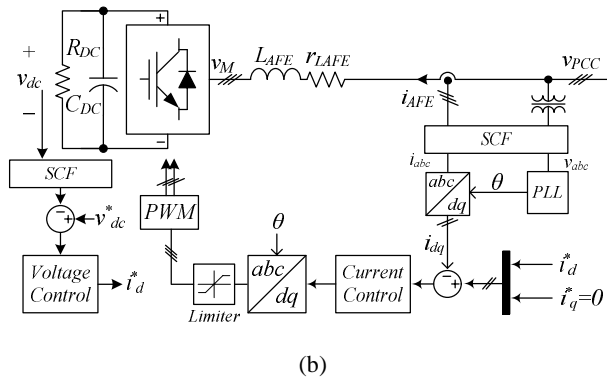 +
R_DC
v_dc
C_DC
−
+
−
v_M
L_AFE
r_LAFE
v_PCC
i_AFE
SCF
i_abc
v_abc
abc
dq
θ
PLL
SCF
− +
v*_dc
PWM
θ
i_dq
Voltage
Control
i*_d
Limiter
abc
dq
Current
Control
− +
i*_d
i*_q=0
(b)